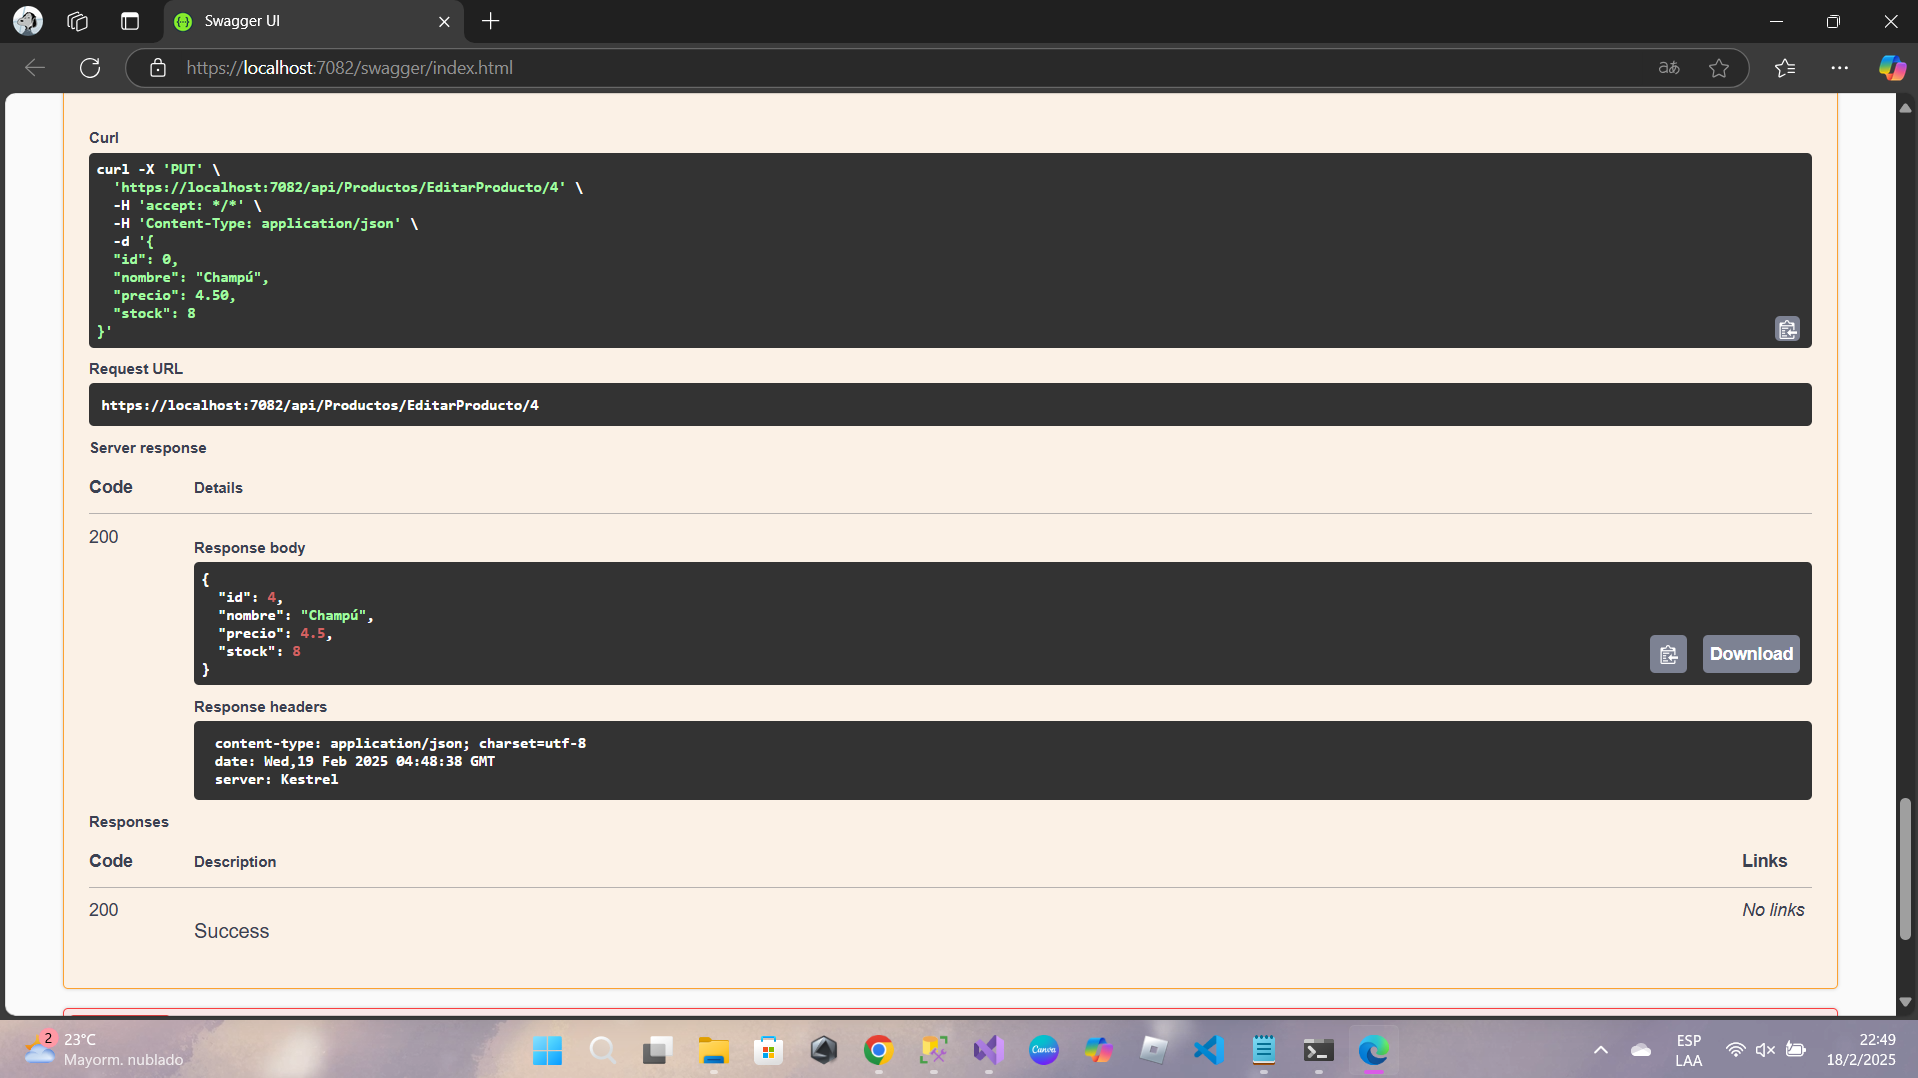 Swagger UI
https://localhost:7082/swagger/index.html
aあ
Curl
curl -X 'PUT' \
'https://localhost:7082/api/Productos/EditarProducto/4' \
-H 'accept: */*' \
-H 'Content-Type: application/json' \
-d '{
"id": 0,
"nombre": "Champú",
"precio": 4.50,
"stock": 8
}'
Request URL
https://localhost:7082/api/Productos/EditarProducto/4
Server response
Code Details
200
Response body
{
"id": 4,
"nombre": "Champú",
"precio": 4.5,
"stock": 8
}
Download
Response headers
content-type: application/json; charset=utf-8
date: Wed,19 Feb 2025 04:48:38 GMT
server: Kestrel
Responses
Code Description Links
200 No links
Success
2
23°C
Mayorm. nublado
Canva
ESP
LAA
22:49
18/2/2025